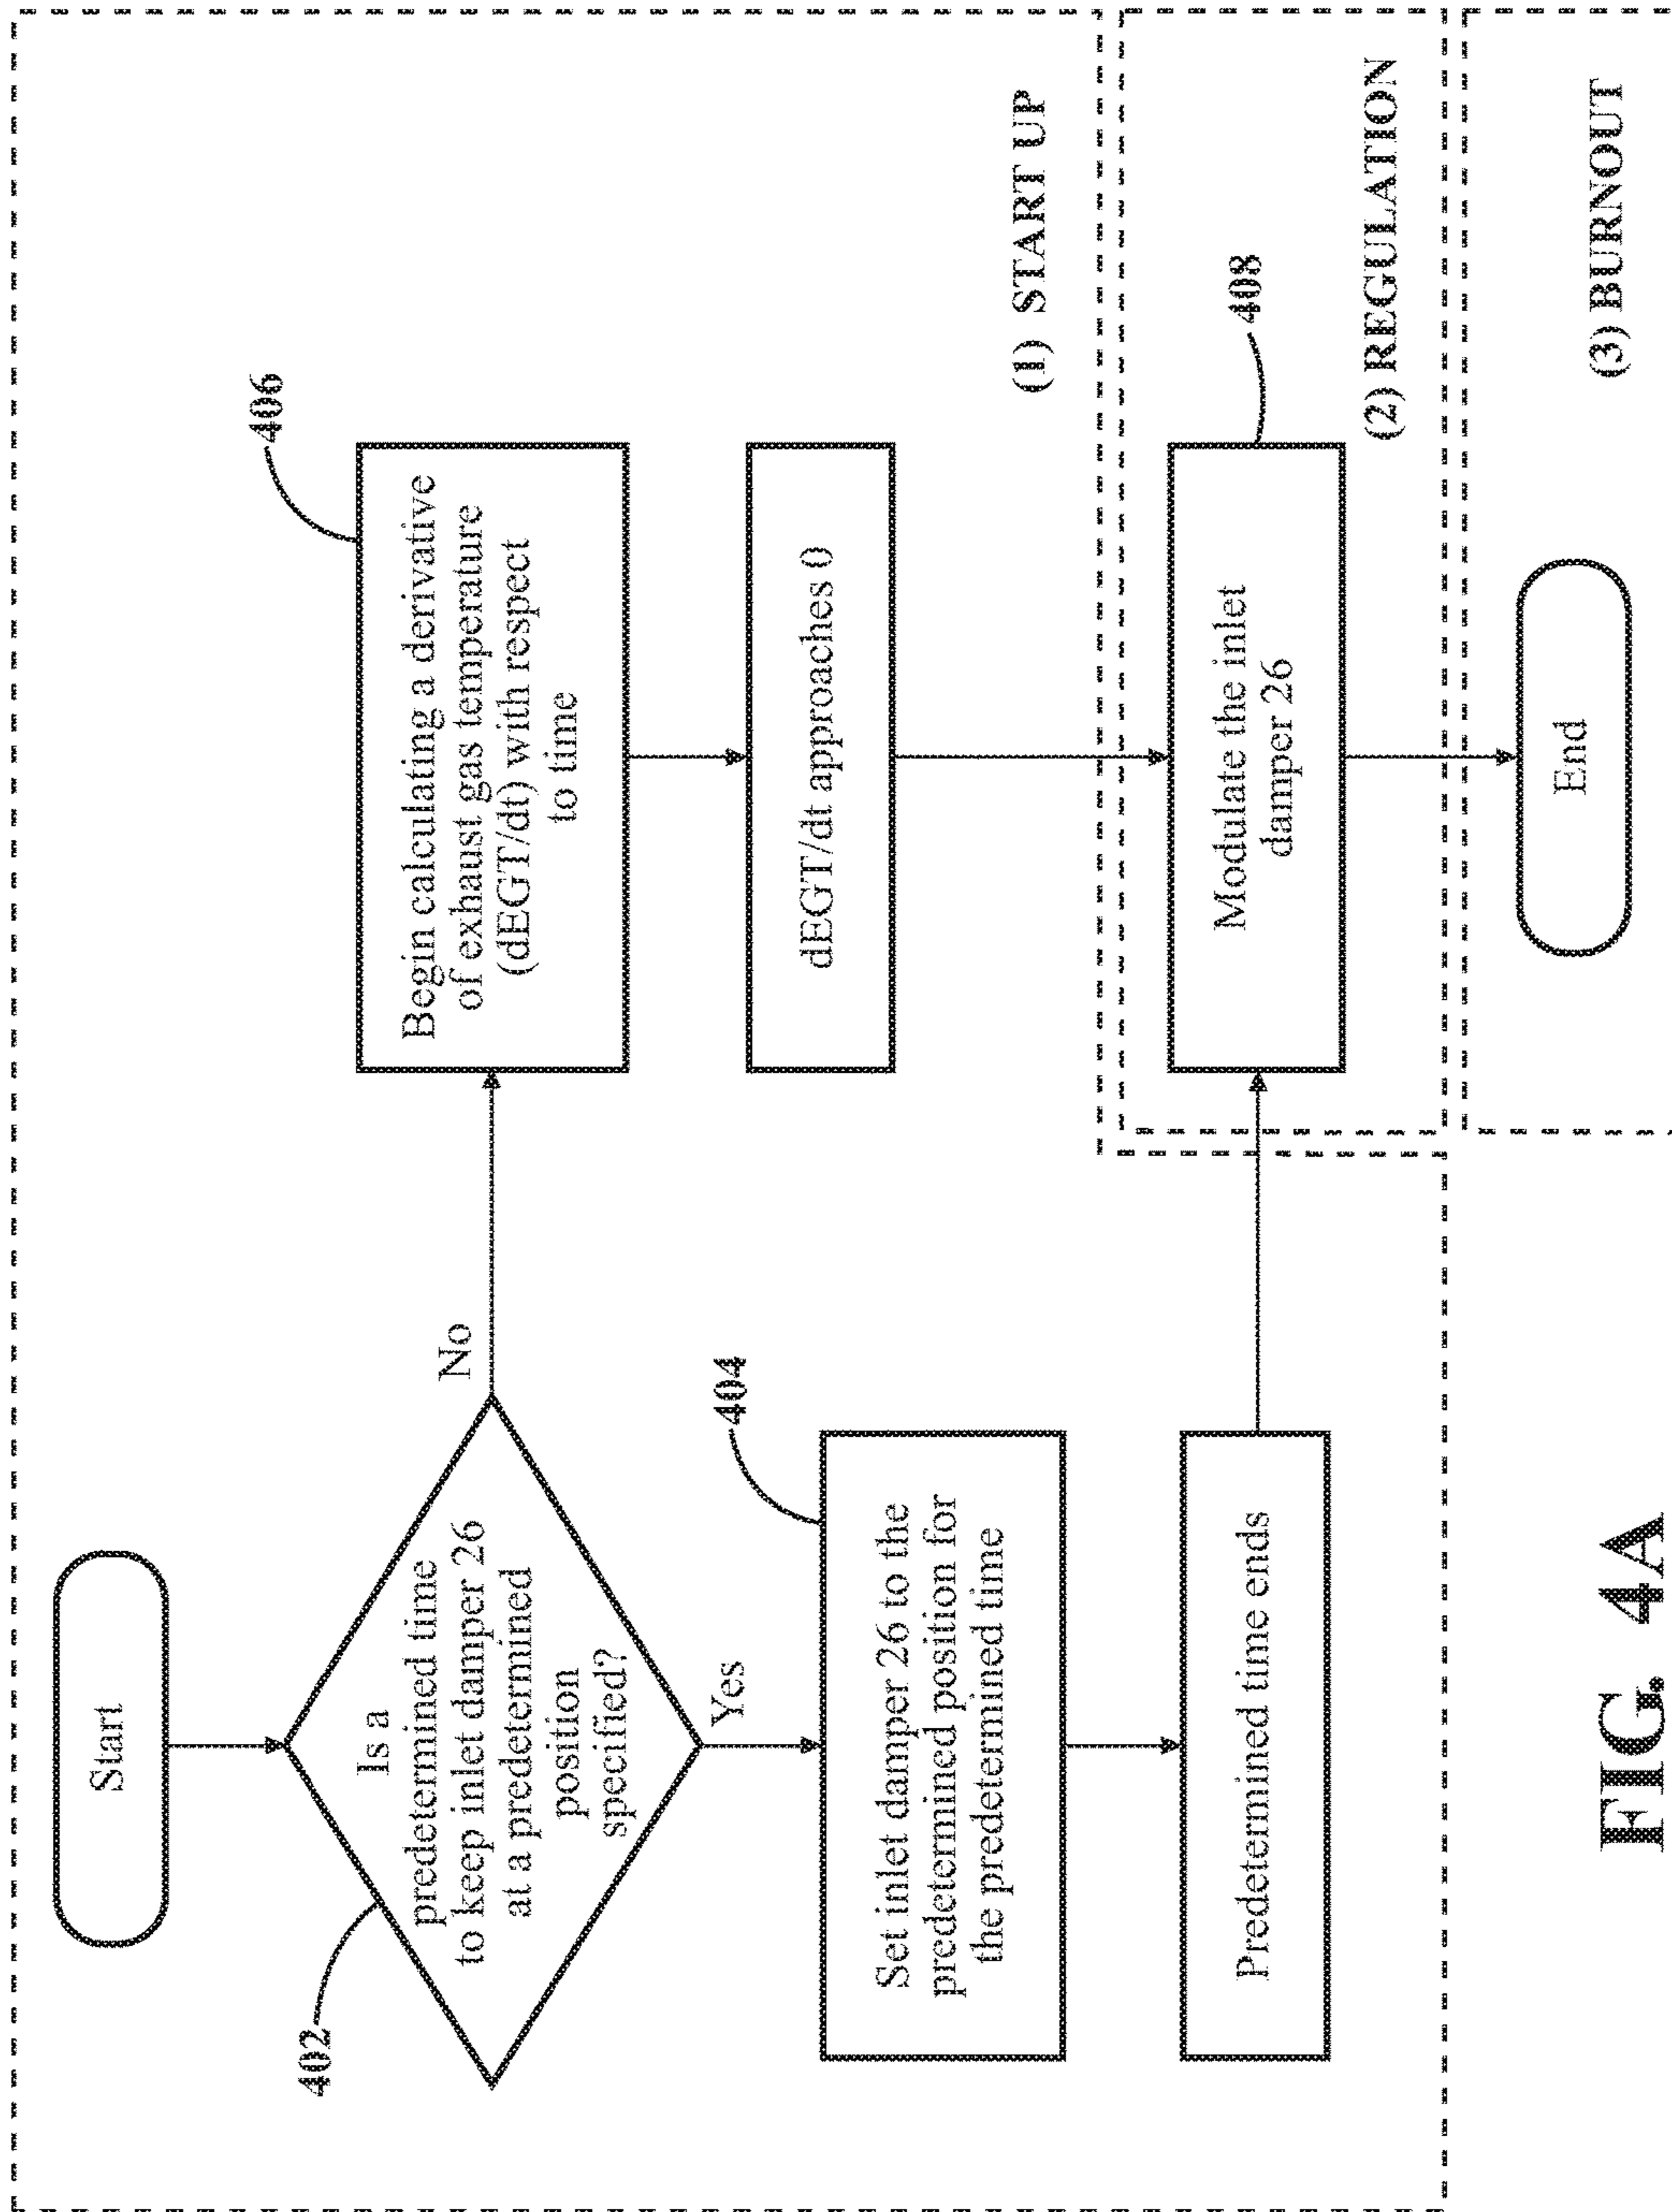 Start
402
Is a
predetermined time
to keep inlet damper 26
at a predetermined
position
specified?
No
Yes
404
Set inlet damper 26 to the
predetermined position for
the predetermined time
Predetermined time ends
406
Begin calculating a derivative
of exhaust gas temperature
(dEGT/dt) with respect
to time
dEGT/dt approaches 0
(1) START UP
Modulate the inlet
damper 26
408
(2) REGULATION
End
(3) BURNOUT
FIG. 4A